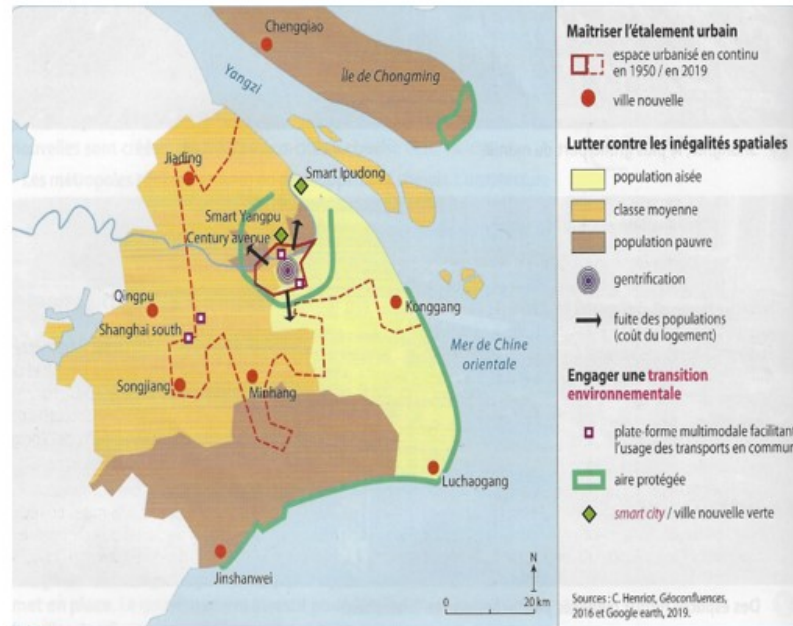 Chengqiao
Île de Chongming
Yangzi
Jiading
Smart Ipudong
Smart Yangpu
Century avenue
Qingpu
Konggang
Shanghai south
Mer de Chine
orientale
Songjiang
Minhang
Luchaogang
Jinshanwei
N
0 20 km
Maîtriser l'étalement urbain
espace urbanisé en continu
en 1950 / en 2019
ville nouvelle
Lutter contre les inégalités spatiales
population aisée
classe moyenne
population pauvre
gentrification
fuite des populations
(coût du logement)
Engager une transition
environnementale
plate-forme multimodale facilitant
l'usage des transports en commu
aire protégée
smart city / ville nouvelle verte
Sources : C. Henriot, Géoconfluences,
2016 et Google earth, 2019.